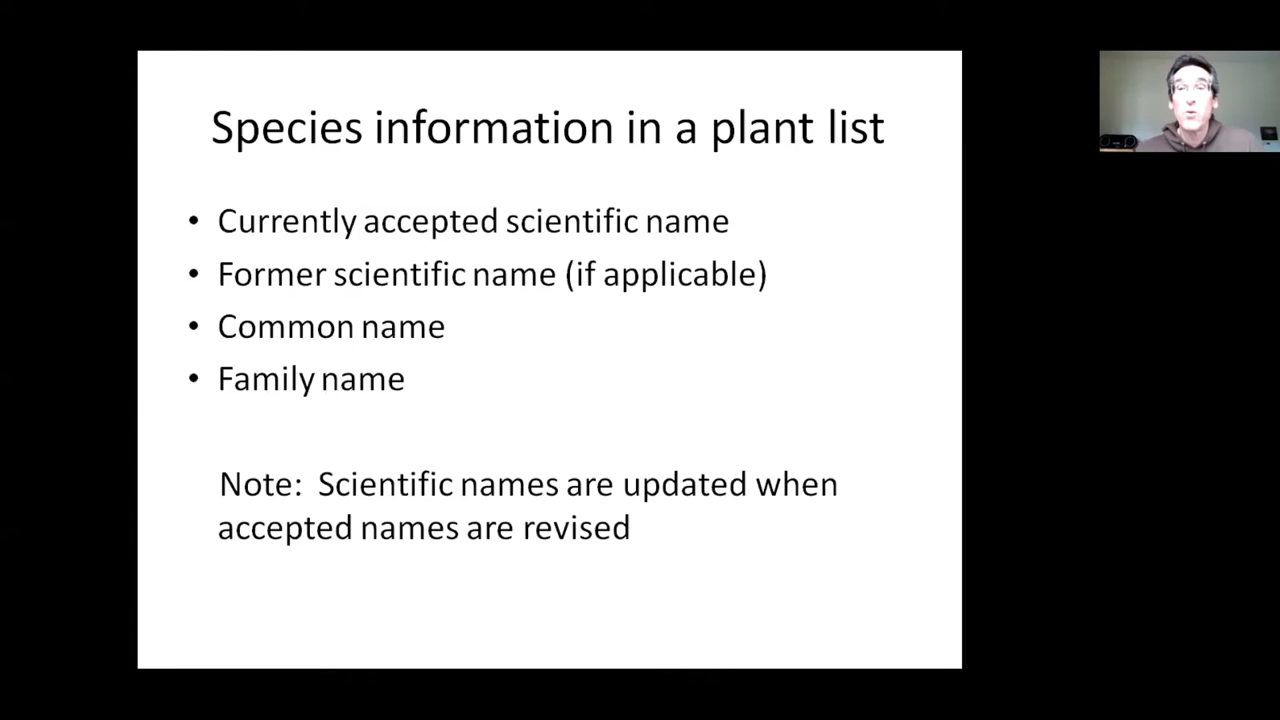 Species information in a plant list
• Currently accepted scientific name
• Former scientific name (if applicable)
• Common name
• Family name
Note:  Scientific names are updated when
accepted names are revised